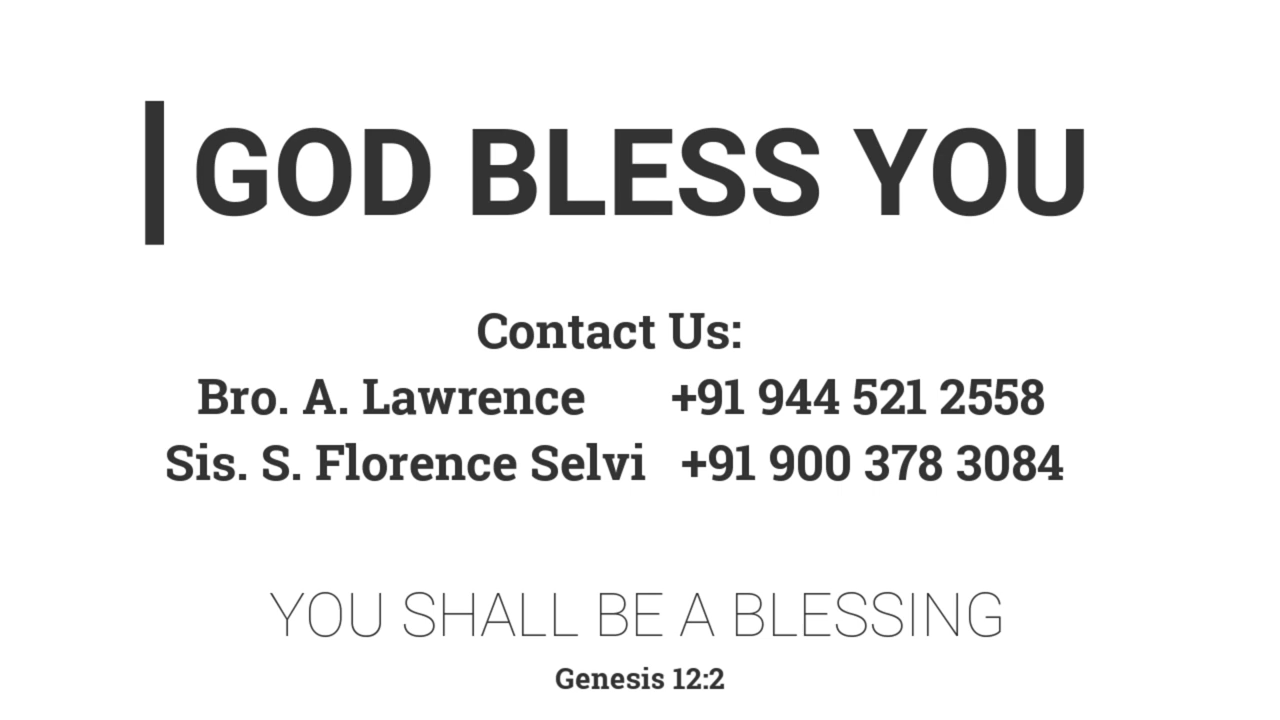 GOD BLESS YOU
Contact Us:
Bro. A. Lawrence +91 944 521 2558
Sis. S. Florence Selvi +91 900 378 3084
YOU SHALL BE A BLESSING
Genesis 12:2